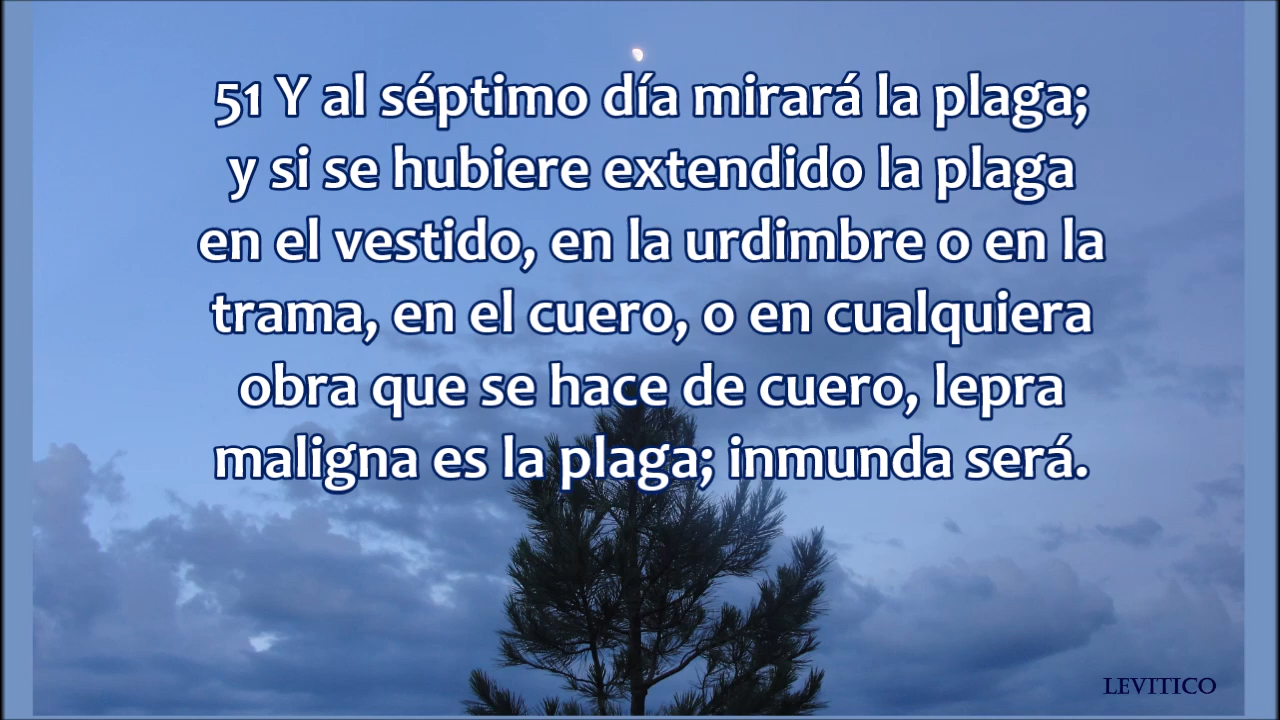 51 Y al séptimo día mirará la plaga;
y si se hubiere extendido la plaga
en el vestido, en la urdimbre o en la
trama, en el cuero, o en cualquiera
obra que se hace de cuero, lepra
maligna es la plaga; inmunda será.
LEVITICO